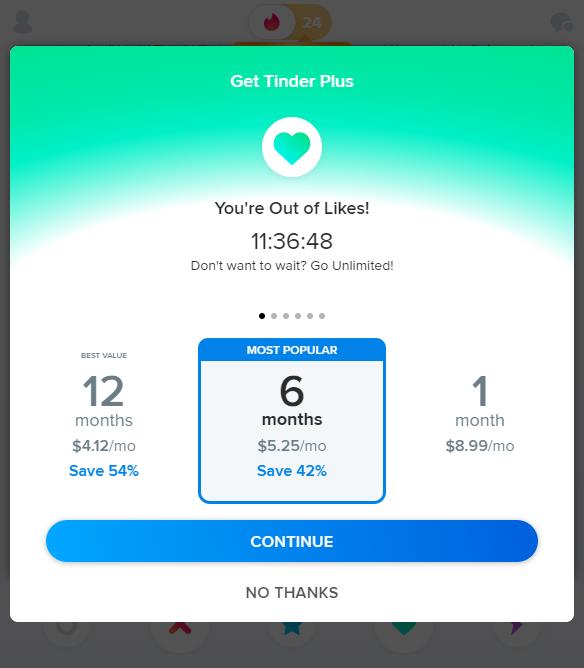 24
Get Tinder Plus
You're Out of Likes!
11:36:48
Don't want to wait? Go Unlimited!
BEST VALUE
12
months
$4.12/mo
Save 54%
MOST POPULAR
6
months
$5.25/mo
Save 42%
1
month
$8.99/mo
CONTINUE
NO THANKS